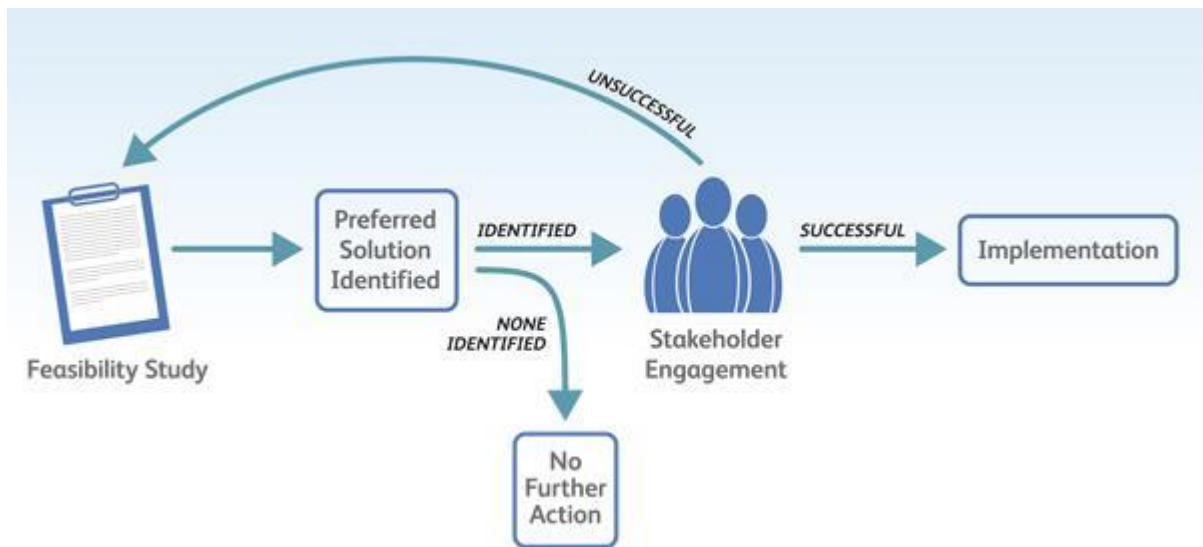 UNSUCCESSFUL
Preferred
Solution
Identified
IDENTIFIED
SUCCESSFUL
Implementation
NONE
IDENTIFIED
Feasibility Study
Stakeholder
Engagement
No
Further
Action